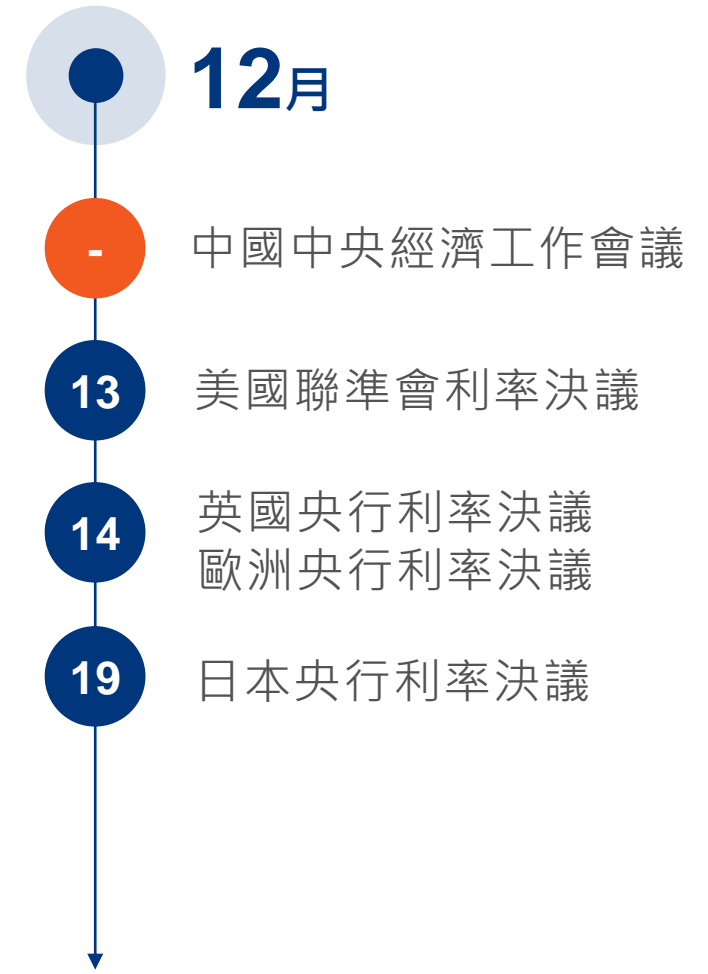 12月
-
中國中央經濟工作會議
13
美國聯準會利率決議
14
英國央行利率決議
歐洲央行利率決議
19
日本央行利率決議